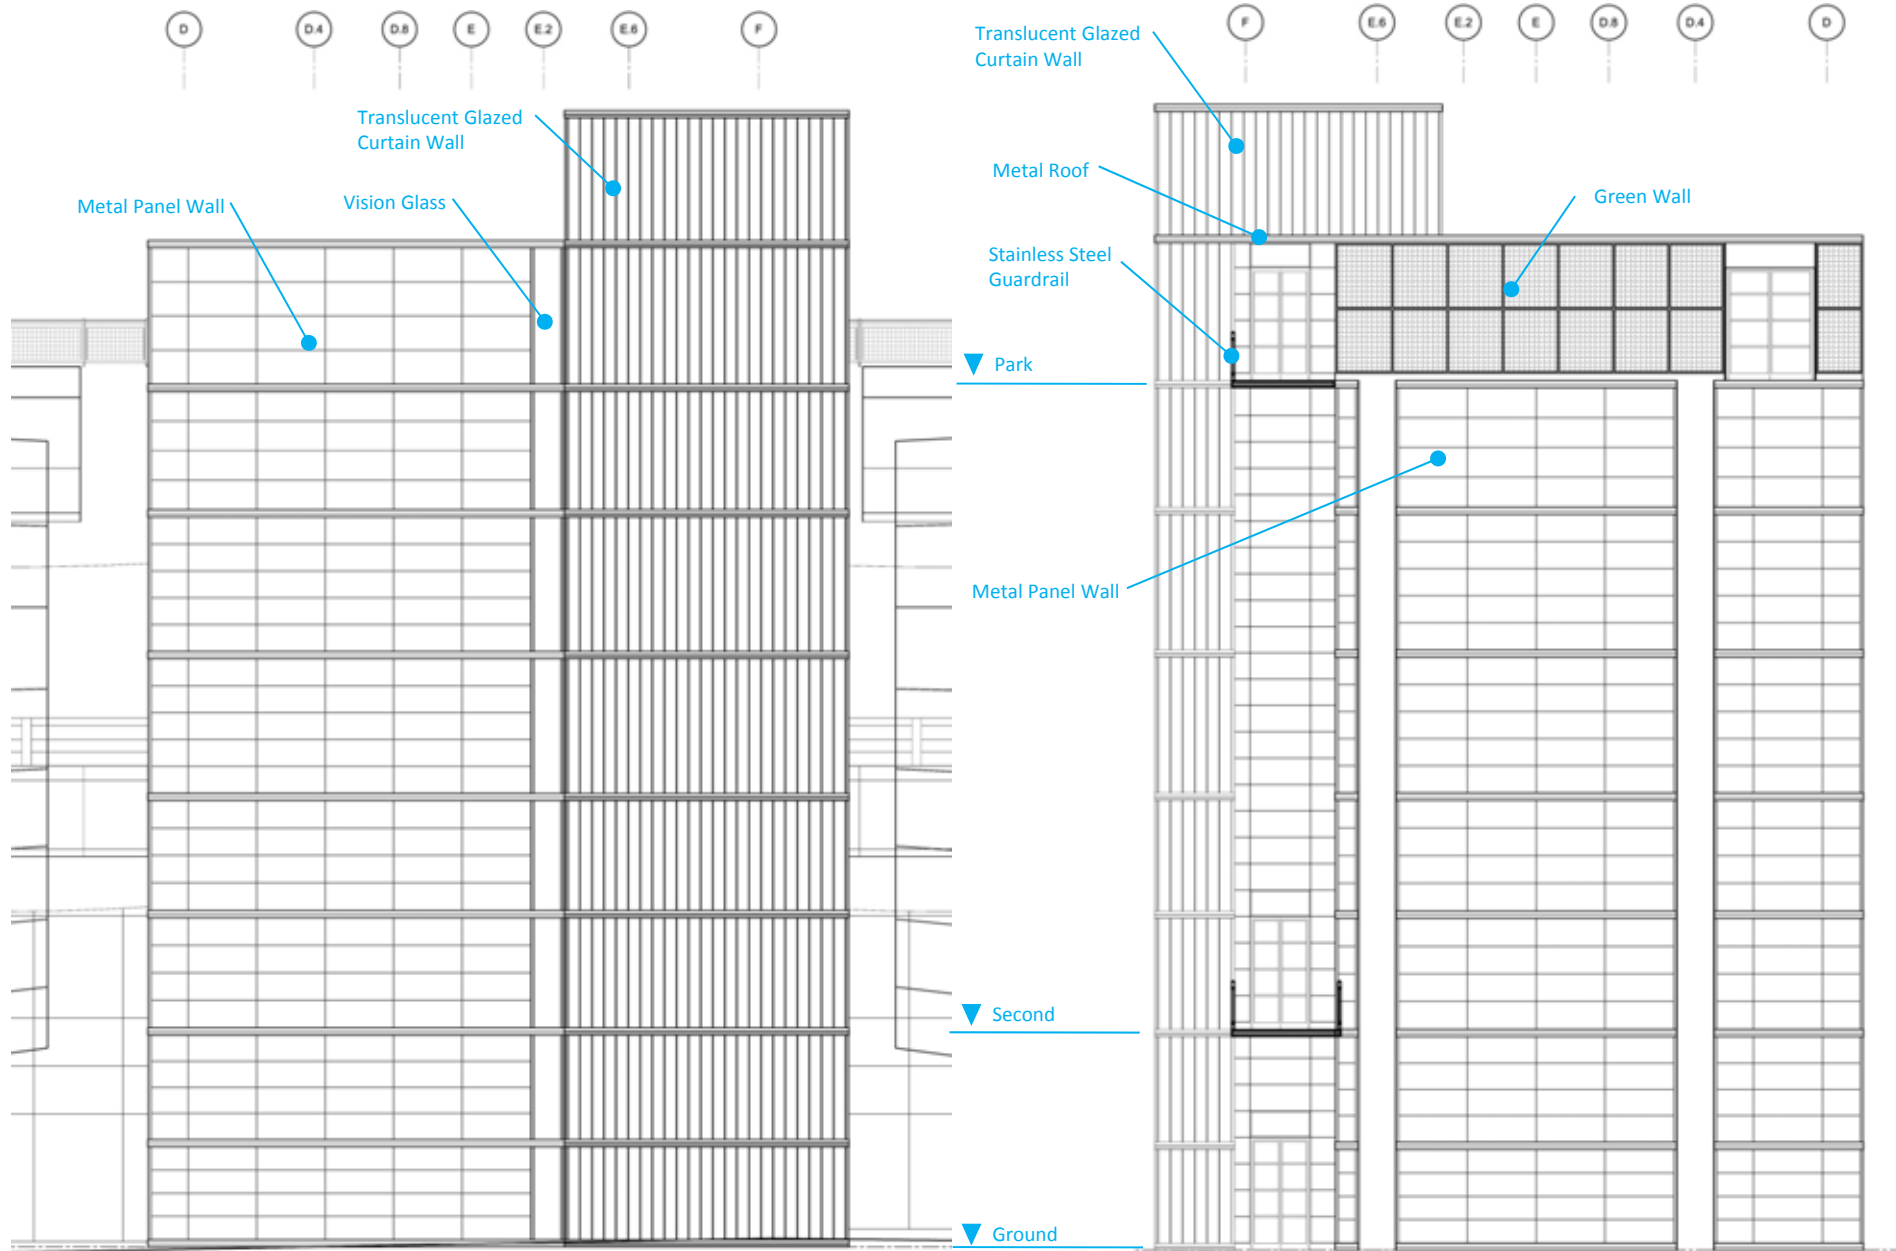 D D.4 D.8 E E.2 E.6 F
F E.6 E.2 E D.8 D.4 D
Translucent Glazed
Curtain Wall
Metal Panel Wall
Vision Glass
Translucent Glazed
Curtain Wall
Metal Roof
Green Wall
Stainless Steel
Guardrail
Park
Metal Panel Wall
Second
Ground